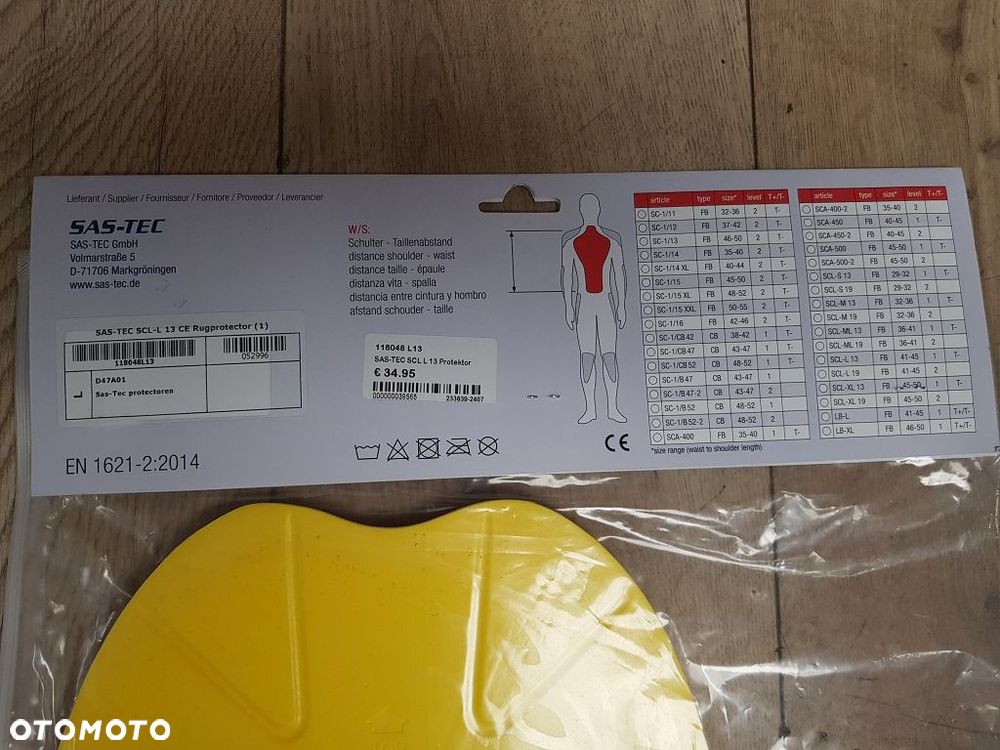 Lieferant / Supplier / Fournisseur / Fornitore / Proveedor / Leverancier
SAS-TEC
SAS-TEC GmbH
Volmarstraße 5
D-71706 Markgröningen
www.sas-tec.de
SAS-TEC SCL-L 13 CE Rugprotector (1)
118048L13
052996
L
D47A01
Sas-Tec protectoren
EN 1621-2:2014
W/S:
Schulter - Taillenabstand
distance shoulder - waist
distance taille - épaule
distanza vita - spalla
distancia entre cintura y hombro
afstand schouder - taille
118048 L13
SAS-TEC SCL L 13 Protektor
€ 34.95
000000039565
233639-2467
CE
article type size* level T+/T-
SC-1/11 FB 32-36 2 T-
SC-1/12 FB 37-42 2 T-
SC-1/13 FB 46-50 2 T-
SC-1/14 FB 35-40 2 T-
SC-1/14 XL FB 40-44 2 T-
SC-1/15 FB 45-50 2 T-
SC-1/15 XL FB 48-52 2 T-
SC-1/15 XXL FB 50-55 2 T-
SC-1/16 FB 42-46 2 T-
SC-1/CB42 CB 38-42 1 T-
SC-1/CB47 CB 43-47 1 T-
SC-1/CB52 CB 48-52 1 T-
SC-1/B47 CB 43-47 1
SC-1/B47-2 CB 43-47 2
SC-1/B52 CB 48-52 1
SC-1/B52-2 CB 48-52 2
SCA-400 FB 35-40 1 T-
article type size* level T+/T-
SCA-400-2 FB 35-40 2
SCA-450 FB 40-45 1 T-
SCA-450-2 FB 40-45 2
SCA-500 FB 45-50 1 T-
SCA-500-2 FB 45-50 2
SCL-S 13 FB 29-32 1 T-
SCL-S 19 FB 29-32 2
SCL-M 13 FB 32-36 1 T-
SCL-M 19 FB 32-36 2
SCL-ML 13 FB 36-41 1 T-
SCL-ML 19 FB 36-41 2
SCL-L 13 FB 41-45 1 T-
SCL-L 19 FB 41-45 2
SCL-XL 13 FB 45-50 1 T-
SCL-XL 19 FB 45-50 2
LB-L FB 41-45 1 T+/T-
LB-XL FB 46-50 1 T+/T-
*size range (waist to shoulder length)
OTOMOTO